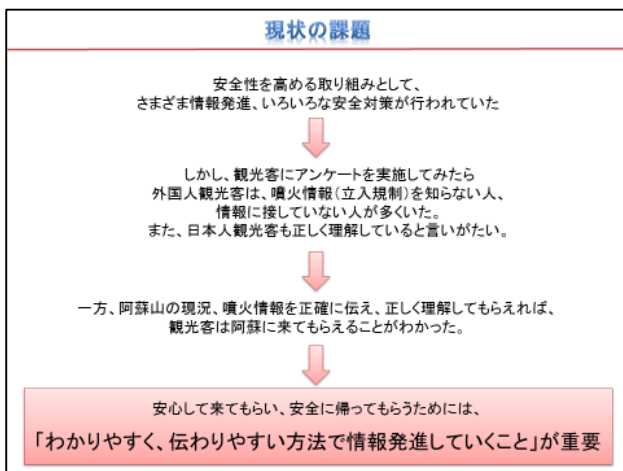 現状の課題
安全性を高める取り組みとして、
さまざま情報発進、いろいろな安全対策が行われていた
しかし、観光客にアンケートを実施してみたら
外国人観光客は、噴火情報(立入規制)を知らない人、
情報に接していない人が多くいた。
また、日本人観光客も正しく理解していると言いがたい。
一方、阿蘇山の現況、噴火情報を正確に伝え、正しく理解してもらえれば、
観光客は阿蘇に来てもらえることがわかった。
安心して来てもらい、安全に帰ってもらうためには、
「わかりやすく、伝わりやすい方法で情報発進していくこと」が重要